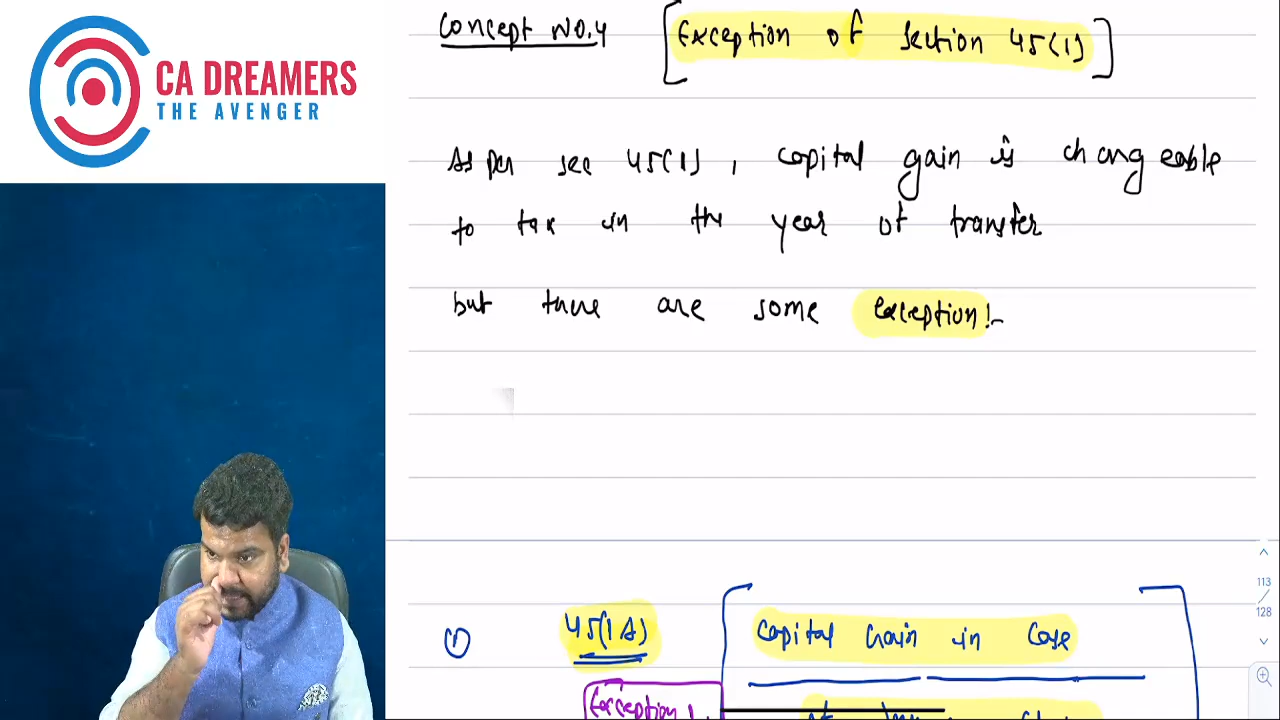 CA DREAMERS
THE AVENGER
Concept No.4 [Exception of section 45(1)]
As per sec 45(1), capital gain is chargeable
to tax in the year of transfer
but there are some exception:-
113
128
① 45(1A) [Capital Gain in case
Exception!
of